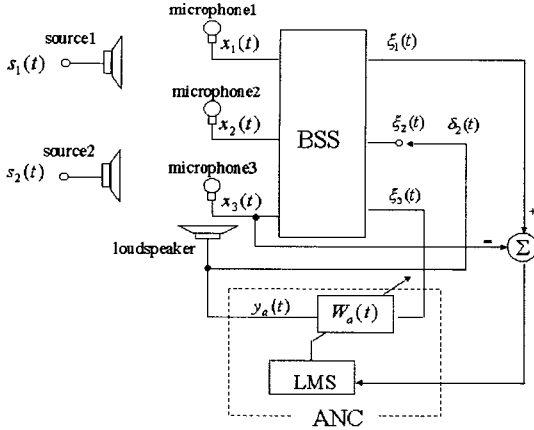 microphone1
source1
s₁(t)
x₁(t)
ξ₁(t)
microphone2
x₂(t)
BSS
ξ₂(t)
δ₂(t)
source2
s₂(t)
microphone3
x₃(t)
ξ₃(t)
+
-
Σ
loudspeaker
yₐ(t)
Wₐ(t)
LMS
ANC